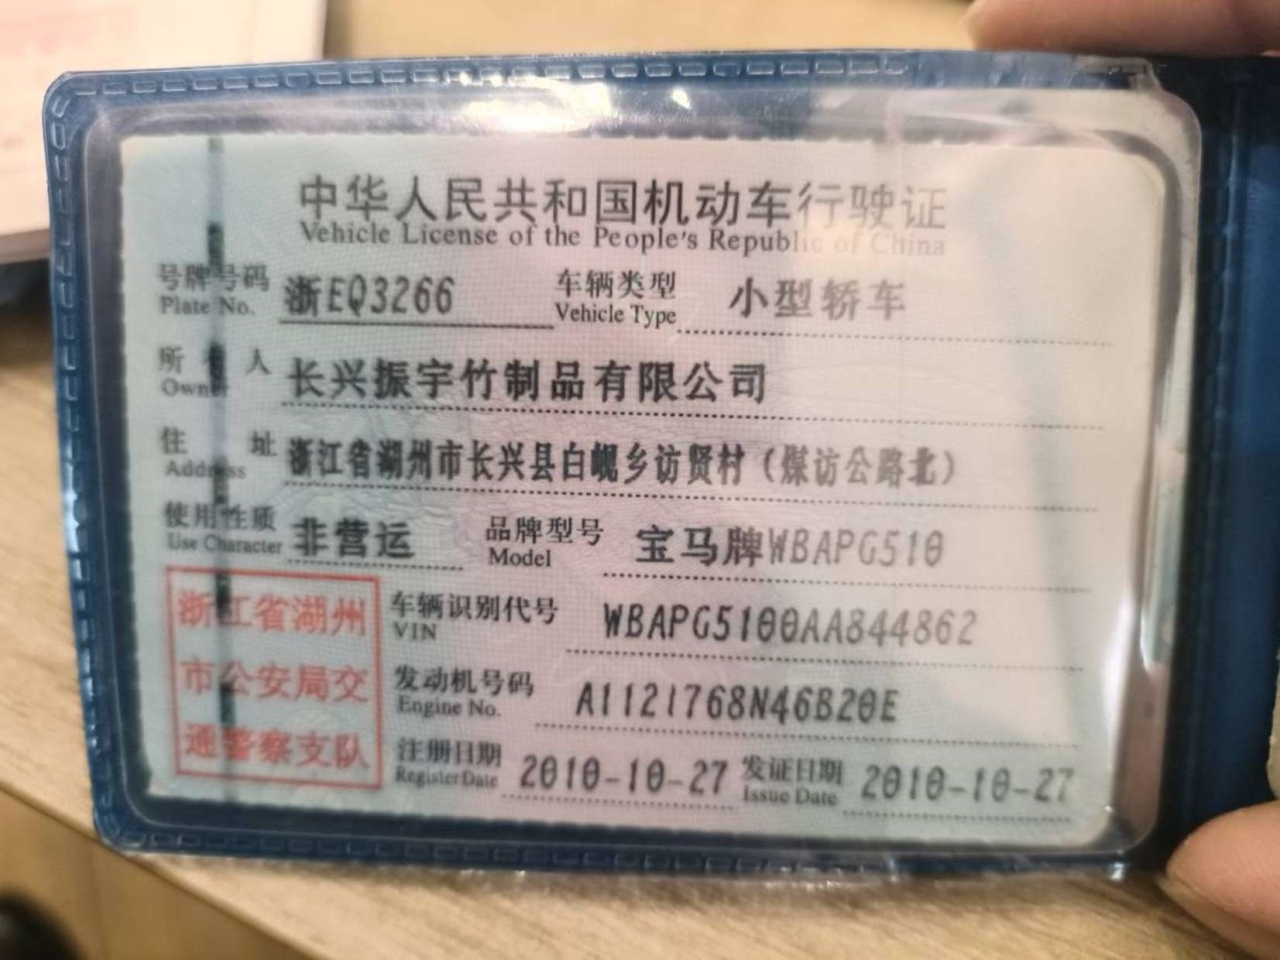 中华人民共和国机动车行驶证
Vehicle License of the People's Republic of China
号牌号码 浙EQ3266 车辆类型 小型轿车
Plate No. Vehicle Type
所有人 长兴振宇竹制品有限公司
Owner
住址 浙江省湖州市长兴县白岘乡访贤村（煤访公路北）
Address
使用性质 非营运 品牌型号 宝马牌WBAPG510
Use Character Model
浙江省湖州
市公安局交
通警察支队
车辆识别代号 WBAPG5100AA844862
VIN
发动机号码 A1121768N46B20E
Engine No.
注册日期 2010-10-27 发证日期 2010-10-27
Register Date Issue Date